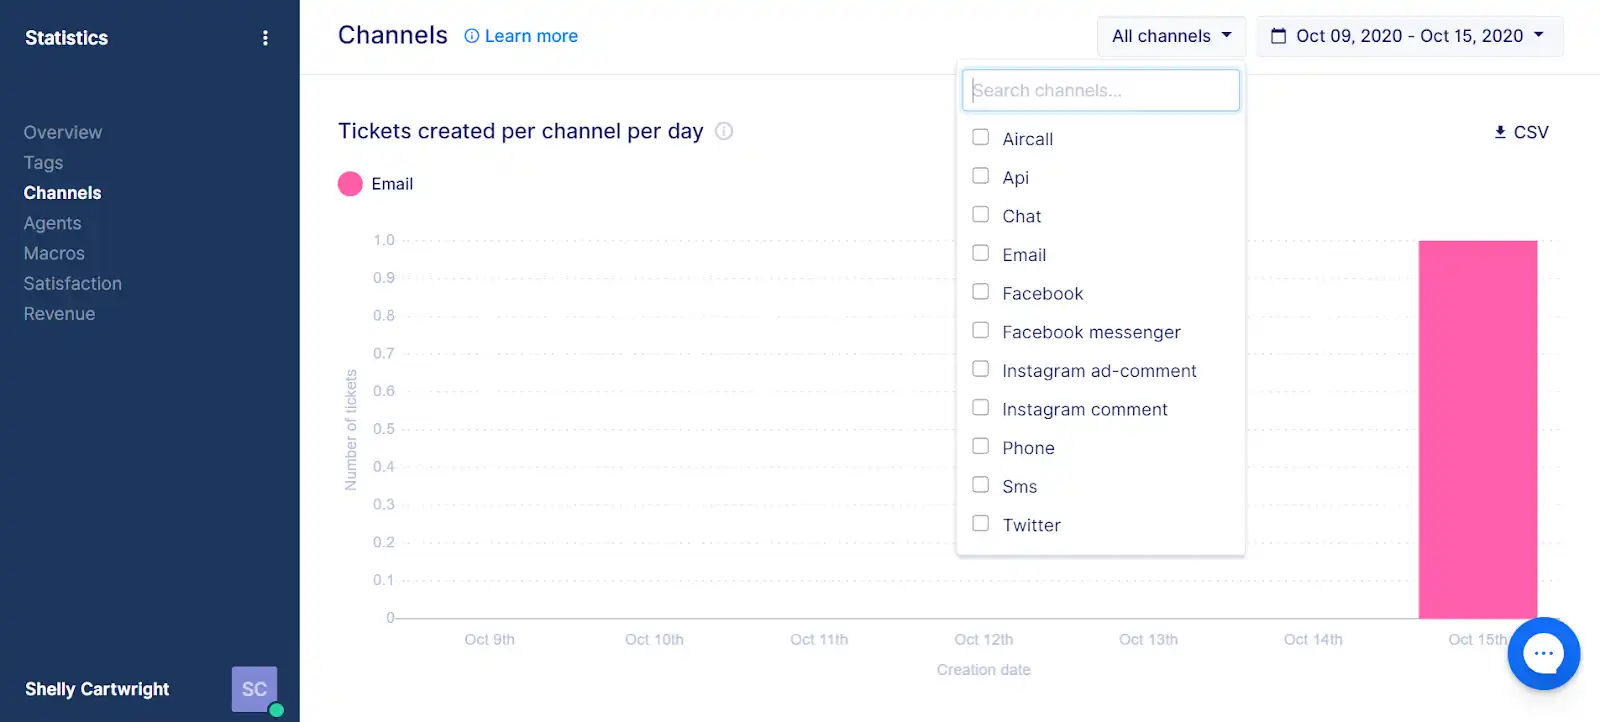 Statistics
Overview
Tags
Channels
Agents
Macros
Satisfaction
Revenue
Shelly Cartwright
SC
Channels
Learn more
All channels
Oct 09, 2020 - Oct 15, 2020
Search channels...
Aircall
Api
Chat
Email
Facebook
Facebook messenger
Instagram ad-comment
Instagram comment
Phone
Sms
Twitter
Tickets created per channel per day
CSV
Email
Number of tickets
1.0
0.9
0.8
0.7
0.6
0.5
0.4
0.3
0.2
0.1
0
Oct 9th
Oct 10th
Oct 11th
Oct 12th
Oct 13th
Oct 14th
Oct 15th
Creation date